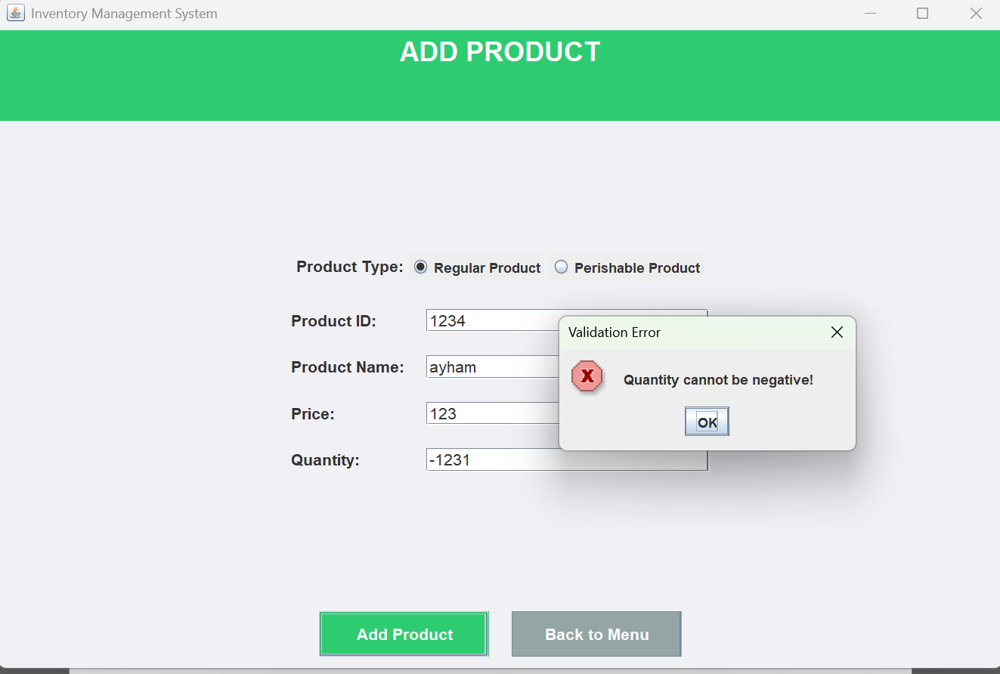 Inventory Management System
ADD PRODUCT
Product Type: Regular Product Perishable Product
Product ID: 1234
Validation Error
Product Name: ayham
Quantity cannot be negative!
Price: 123
OK
Quantity: -1231
Add Product Back to Menu